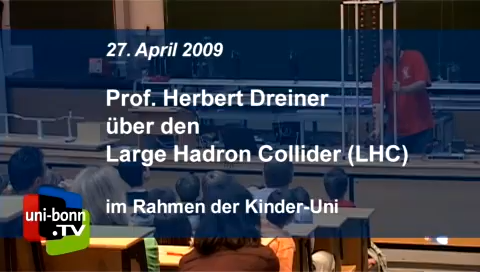 27. April 2009
Prof. Herbert Dreiner
über den
Large Hadron Collider (LHC)
im Rahmen der Kinder-Uni
uni-bonn
.TV